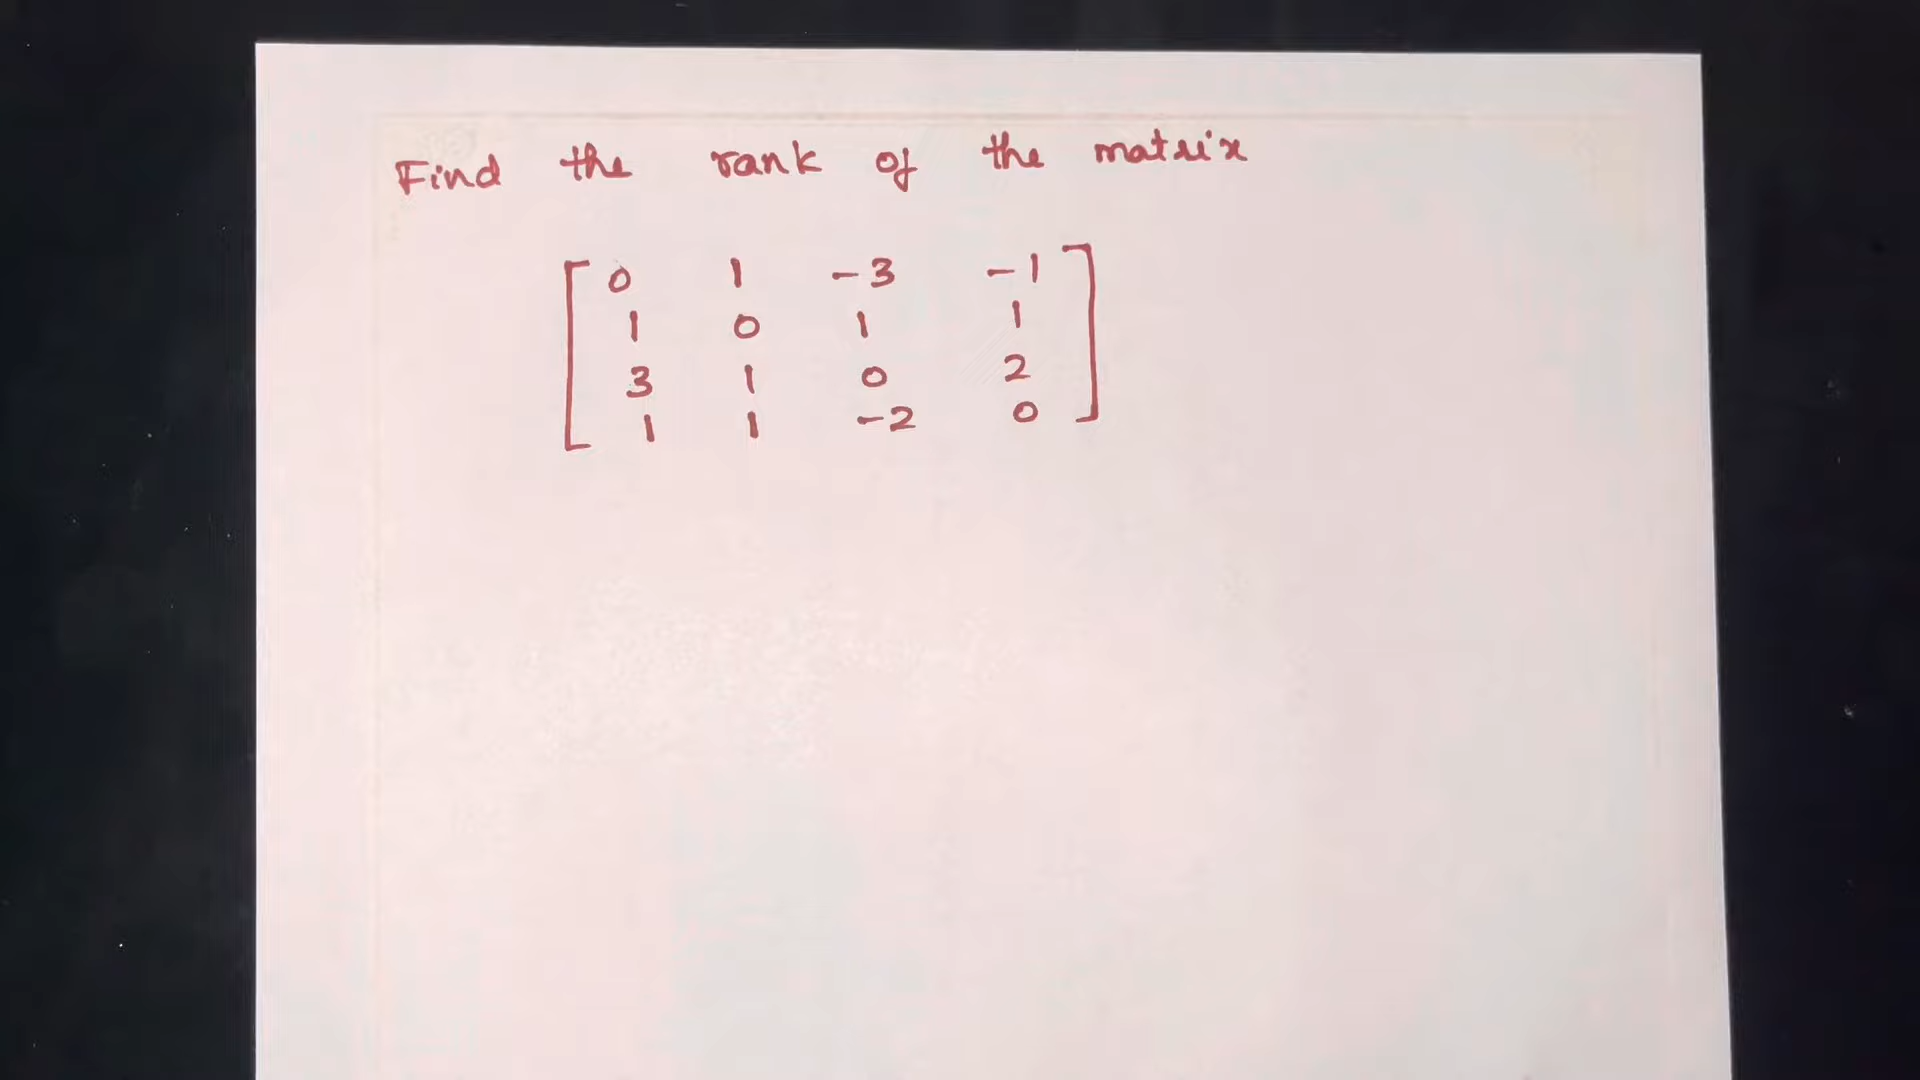 Find the rank of the matrix
0 1 -3 -1
1 0 1 1
3 1 0 2
1 1 -2 0